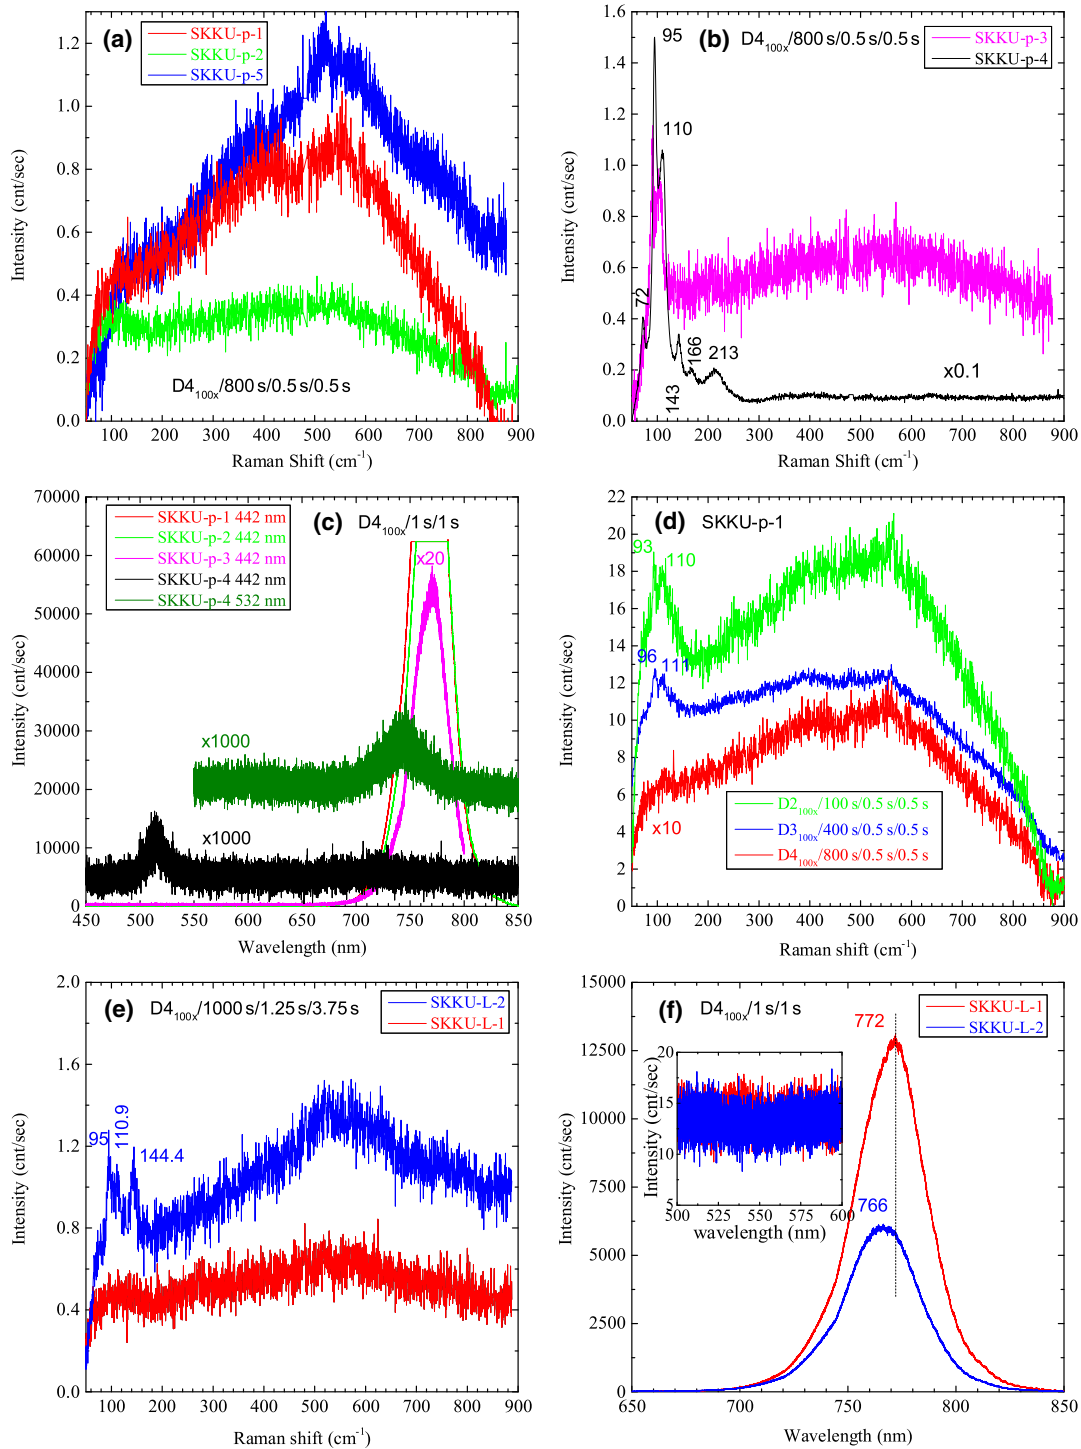 (a)
SKKU-p-1
SKKU-p-2
SKKU-p-5
D4100x/800 s/0.5 s/0.5 s
1.2
1.0
0.8
0.6
0.4
0.2
0.0
Intensity (cnt/sec)
100 200 300 400 500 600 700 800 900
Raman Shift (cm-1)
(b) D4100x/800 s/0.5 s/0.5 s
SKKU-p-3
SKKU-p-4
95
110
72
143
166
213
x0.1
1.6
1.4
1.2
1.0
0.8
0.6
0.4
0.2
0.0
Intensity (cnt/sec)
100 200 300 400 500 600 700 800 900
Raman Shift (cm-1)
SKKU-p-1 442 nm
SKKU-p-2 442 nm
SKKU-p-3 442 nm
SKKU-p-4 442 nm
SKKU-p-4 532 nm
(c) D4100x/1 s/1 s
x20
x1000
x1000
70000
60000
50000
40000
30000
20000
10000
0
Intensity (cnt/sec)
450 500 550 600 650 700 750 800 850
Wavelength (nm)
(d) SKKU-p-1
93
110
96
111
x10
D2100x/100 s/0.5 s/0.5 s
D3100x/400 s/0.5 s/0.5 s
D4100x/800 s/0.5 s/0.5 s
22
20
18
16
14
12
10
8
6
4
2
0
Intensity (cnt/sec)
100 200 300 400 500 600 700 800 900
Raman shift (cm-1)
(e) D4100x/1000 s/1.25 s/3.75 s
SKKU-L-2
SKKU-L-1
95
110.9
144.4
2.0
1.6
1.2
0.8
0.4
0.0
Intensity (cnt/sec)
100 200 300 400 500 600 700 800 900
Raman shift (cm-1)
(f) D4100x/1 s/1 s
SKKU-L-1
SKKU-L-2
772
766
20
15
10
5
Intensity (cnt/sec)
500 525 550 575 600
wavelength (nm)
15000
12500
10000
7500
5000
2500
0
Intensity (cnt/sec)
650 700 750 800 850
Wavelength (nm)